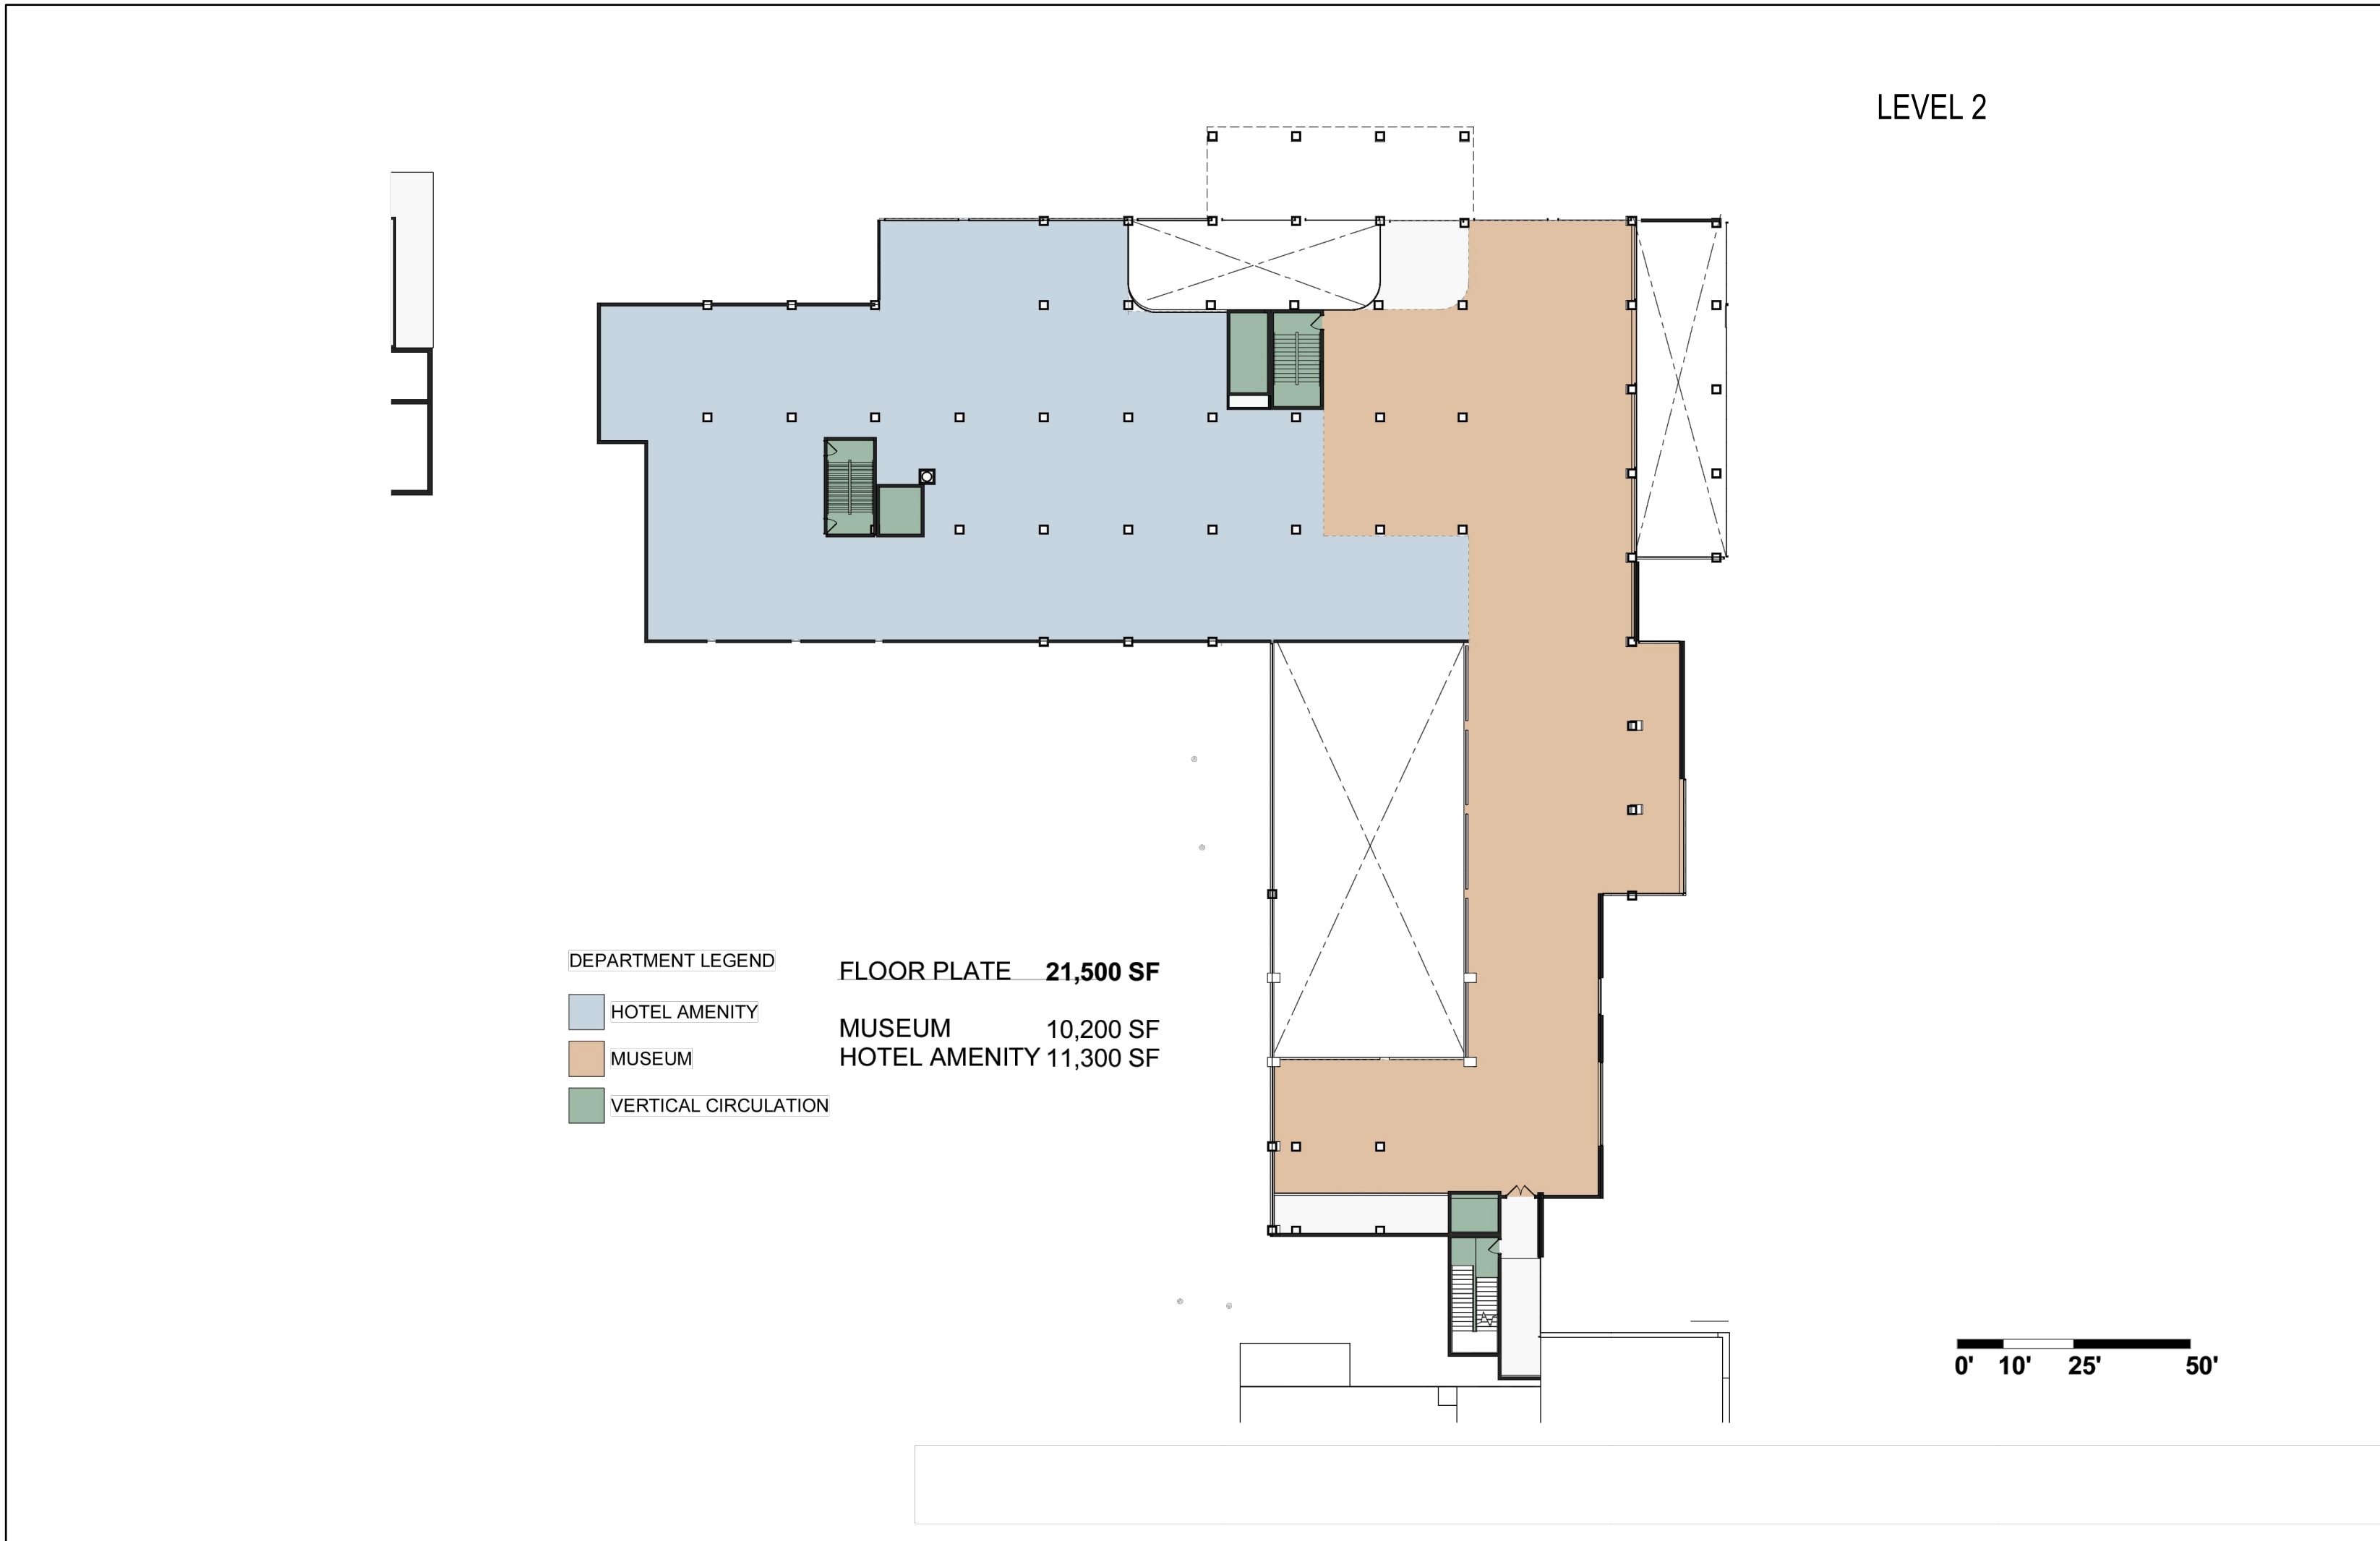 LEVEL 2
DEPARTMENT LEGEND
HOTEL AMENITY
MUSEUM
VERTICAL CIRCULATION
FLOOR PLATE 21,500 SF
MUSEUM 10,200 SF
HOTEL AMENITY 11,300 SF
0' 10' 25' 50'